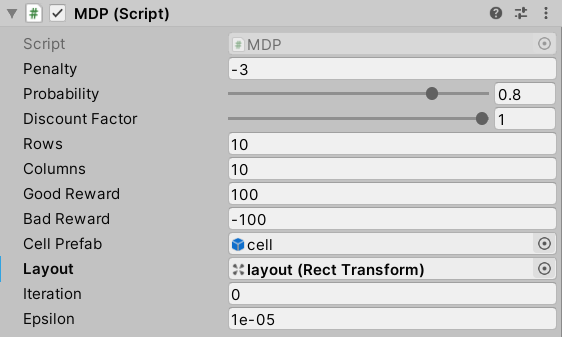 MDP (Script)
Script MDP
Penalty -3
Probability 0.8
Discount Factor 1
Rows 10
Columns 10
Good Reward 100
Bad Reward -100
Cell Prefab cell
Layout layout (Rect Transform)
Iteration 0
Epsilon 1e-05